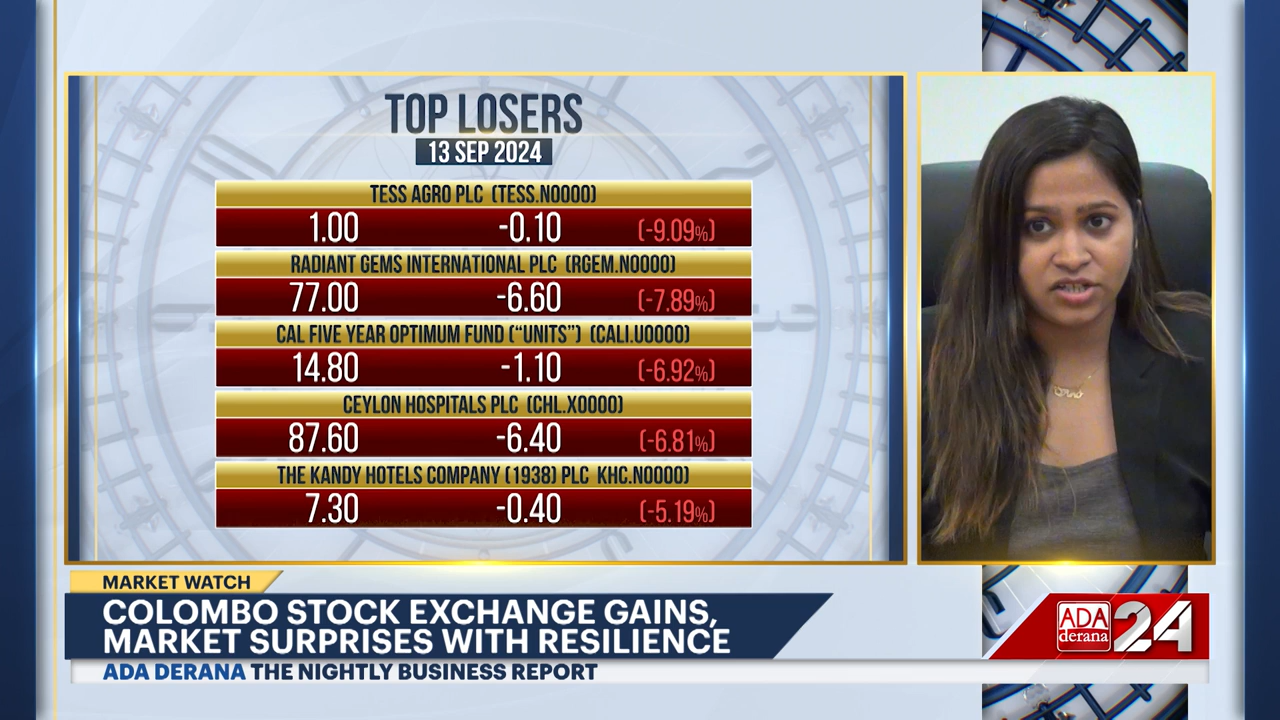 TOP LOSERS
13 SEP 2024
TESS AGRO PLC (TESS.N0000)
1.00 -0.10 (-9.09%)
RADIANT GEMS INTERNATIONAL PLC (RGEM.N0000)
77.00 -6.60 (-7.89%)
CAL FIVE YEAR OPTIMUM FUND (“UNITS”) (CALI.U0000)
14.80 -1.10 (-6.92%)
CEYLON HOSPITALS PLC (CHL.X0000)
87.60 -6.40 (-6.81%)
THE KANDY HOTELS COMPANY (1938) PLC KHC.N0000)
7.30 -0.40 (-5.19%)
MARKET WATCH
COLOMBO STOCK EXCHANGE GAINS,
MARKET SURPRISES WITH RESILIENCE
ADA DERANA THE NIGHTLY BUSINESS REPORT
ADA
derana
24